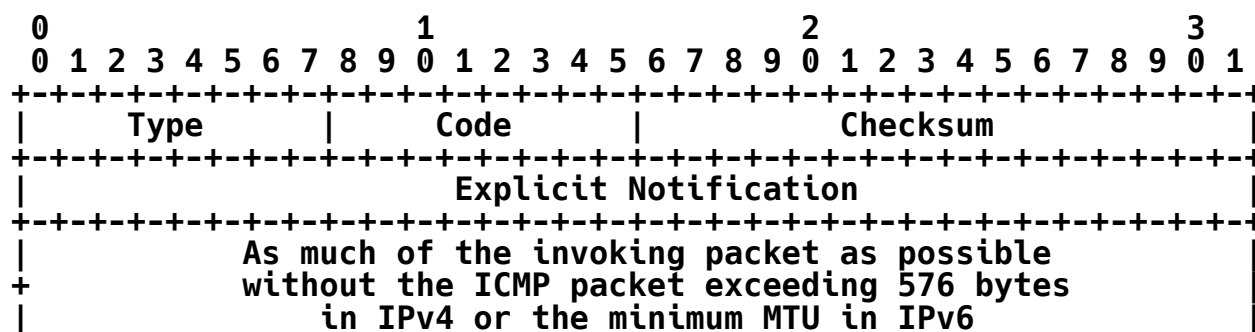 0                   1                   2                   3
 0 1 2 3 4 5 6 7 8 9 0 1 2 3 4 5 6 7 8 9 0 1 2 3 4 5 6 7 8 9 0 1
+-+-+-+-+-+-+-+-+-+-+-+-+-+-+-+-+-+-+-+-+-+-+-+-+-+-+-+-+-+-+-+-+
|     Type      |     Code      |          Checksum             |
+-+-+-+-+-+-+-+-+-+-+-+-+-+-+-+-+-+-+-+-+-+-+-+-+-+-+-+-+-+-+-+-+
|                      Explicit Notification                    |
+-+-+-+-+-+-+-+-+-+-+-+-+-+-+-+-+-+-+-+-+-+-+-+-+-+-+-+-+-+-+-+-+
|           As much of the invoking packet as possible          |
+           without the ICMP packet exceeding 576 bytes         |
|               in IPv4 or the minimum MTU in IPv6              |